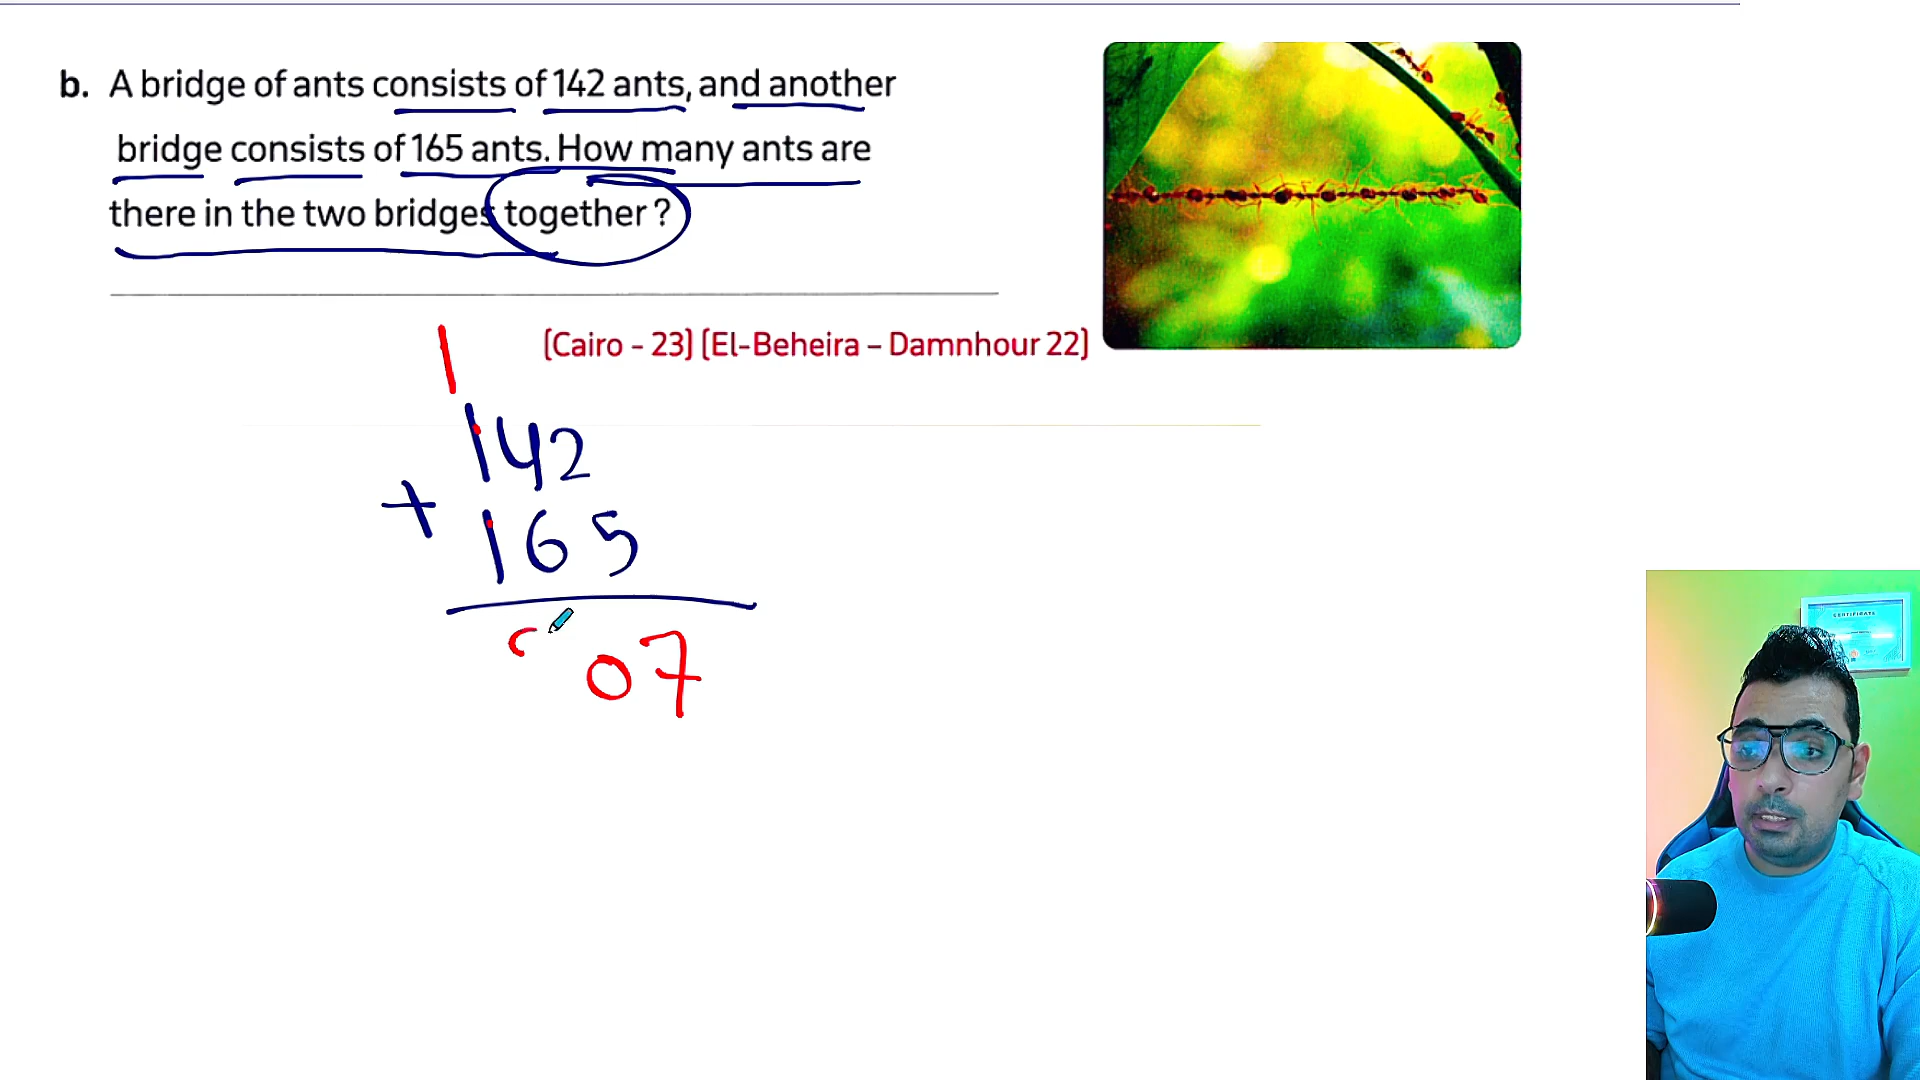 b. A bridge of ants consists of 142 ants, and another
bridge consists of 165 ants. How many ants are
there in the two bridges together ?
[Cairo - 23] [El-Beheira - Damnhour 22]
1
142
+ 165
07
CERTIFICATE